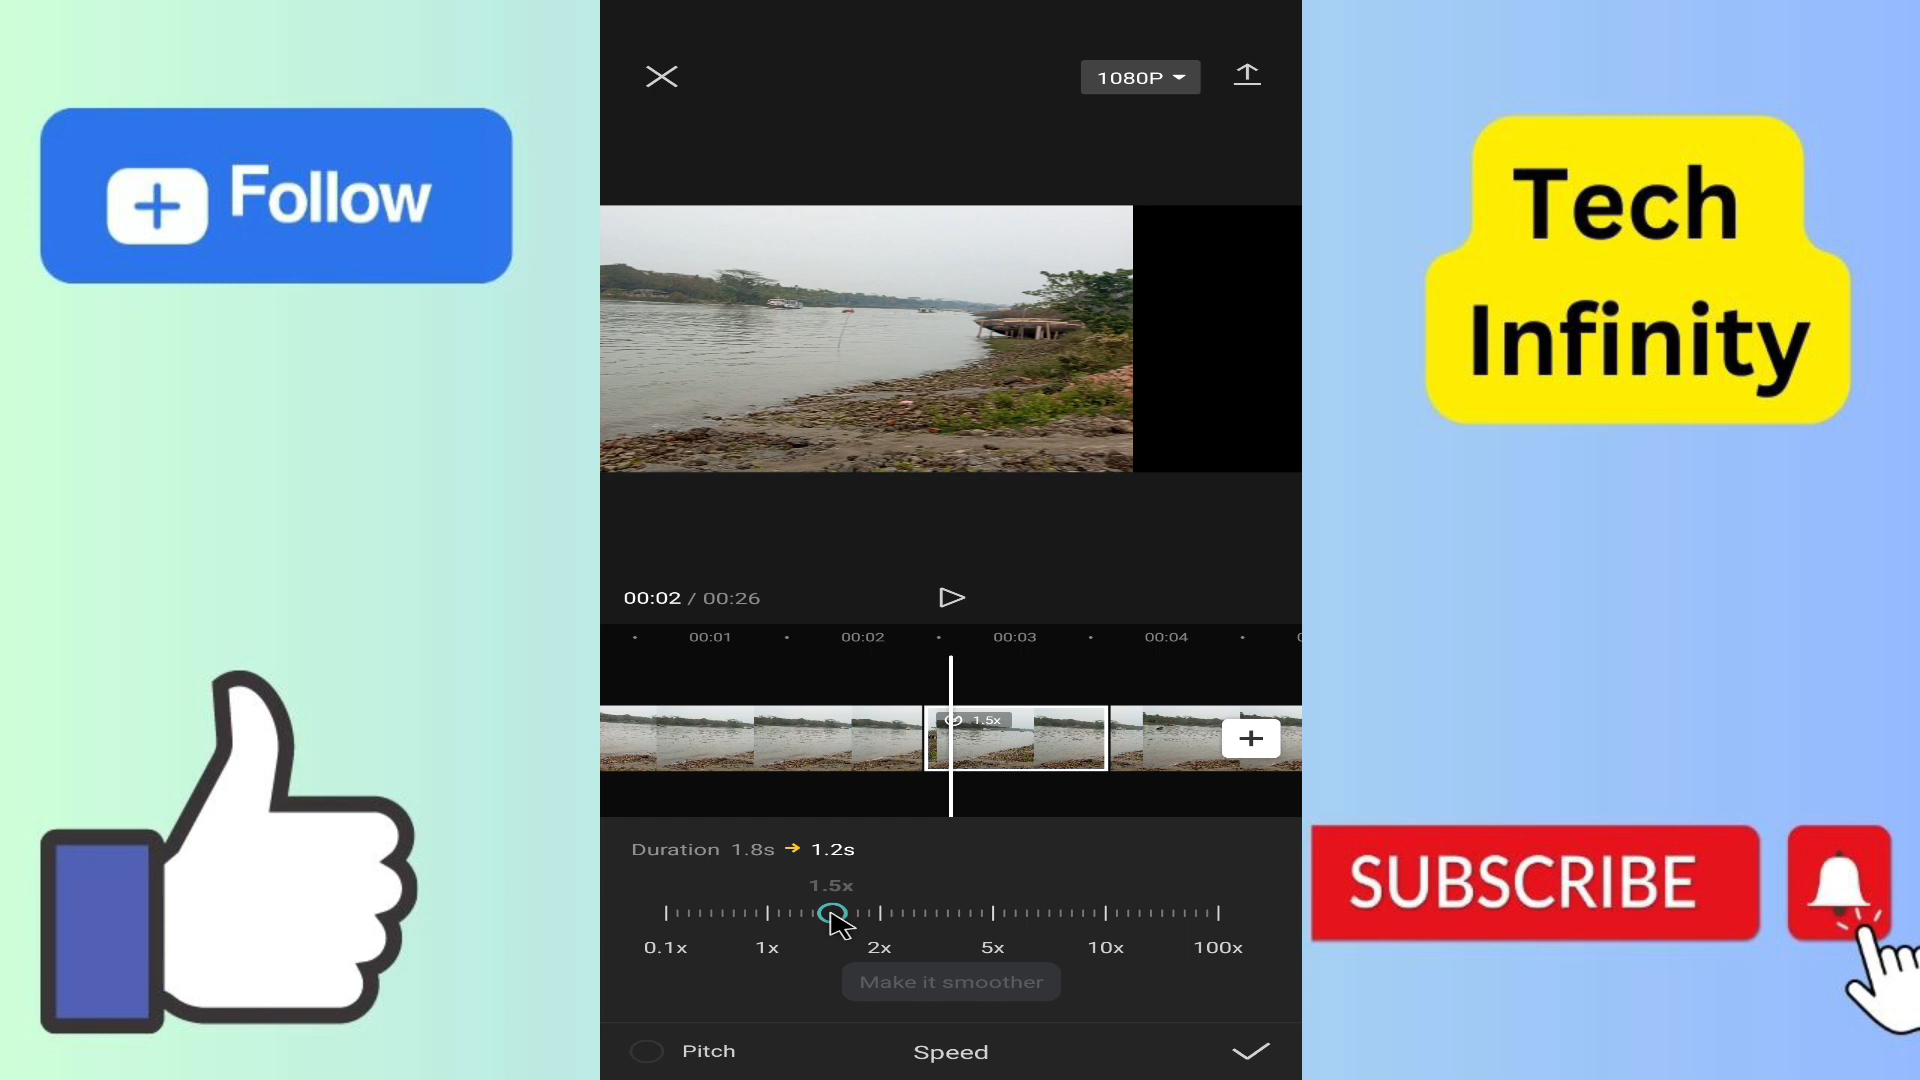 Follow
1080P
Tech
Infinity
00:02 / 00:26
00:01
00:02
00:03
00:04
1.5x
Duration 1.8s → 1.2s
1.5x
0.1x 1x 2x 5x 10x 100x
Make it smoother
Pitch
Speed
SUBSCRIBE